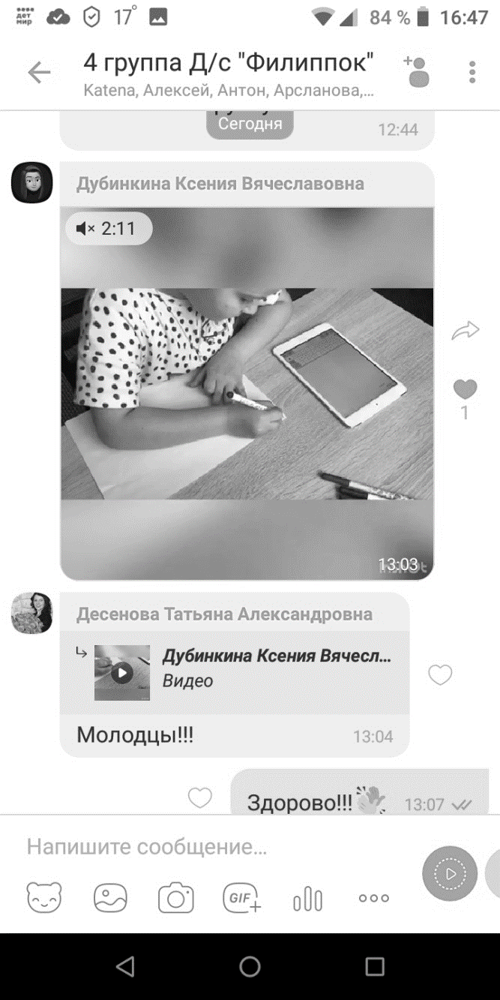 дет
мир
17°
84 %
16:47
4 группа Д/с "Филиппок"
Katena, Алексей, Антон, Арсланова,...
Сегодня
12:44
Дубинкина Ксения Вячеславовна
2:11
13:03
Десенова Татьяна Александровна
Дубинкина Ксения Вячесл...
Видео
Молодцы!!!
13:04
Здорово!!!
13:07
Напишите сообщение...
GIF
1